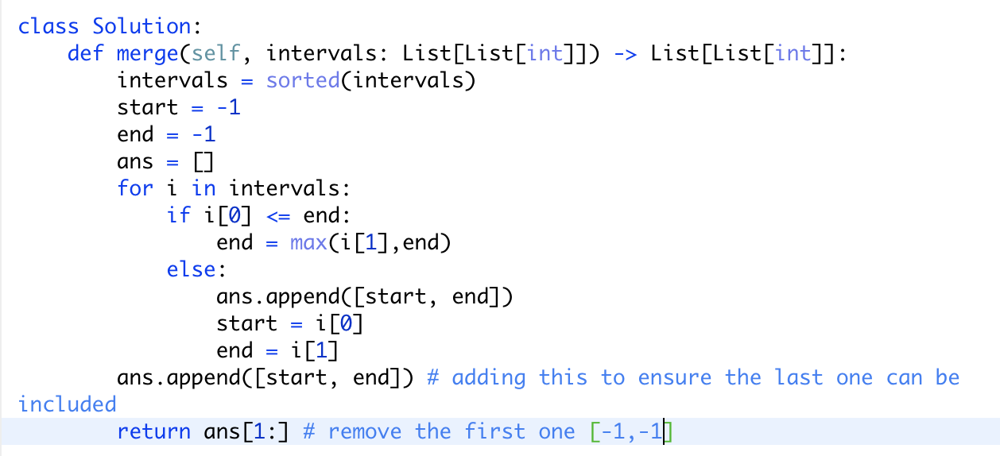 class Solution:
    def merge(self, intervals: List[List[int]]) -> List[List[int]]:
        intervals = sorted(intervals)
        start = -1
        end = -1
        ans = []
        for i in intervals:
            if i[0] <= end:
                end = max(i[1],end)
            else:
                ans.append([start, end])
                start = i[0]
                end = i[1]
        ans.append([start, end]) # adding this to ensure the last one can be
included
        return ans[1:] # remove the first one [-1,-1]